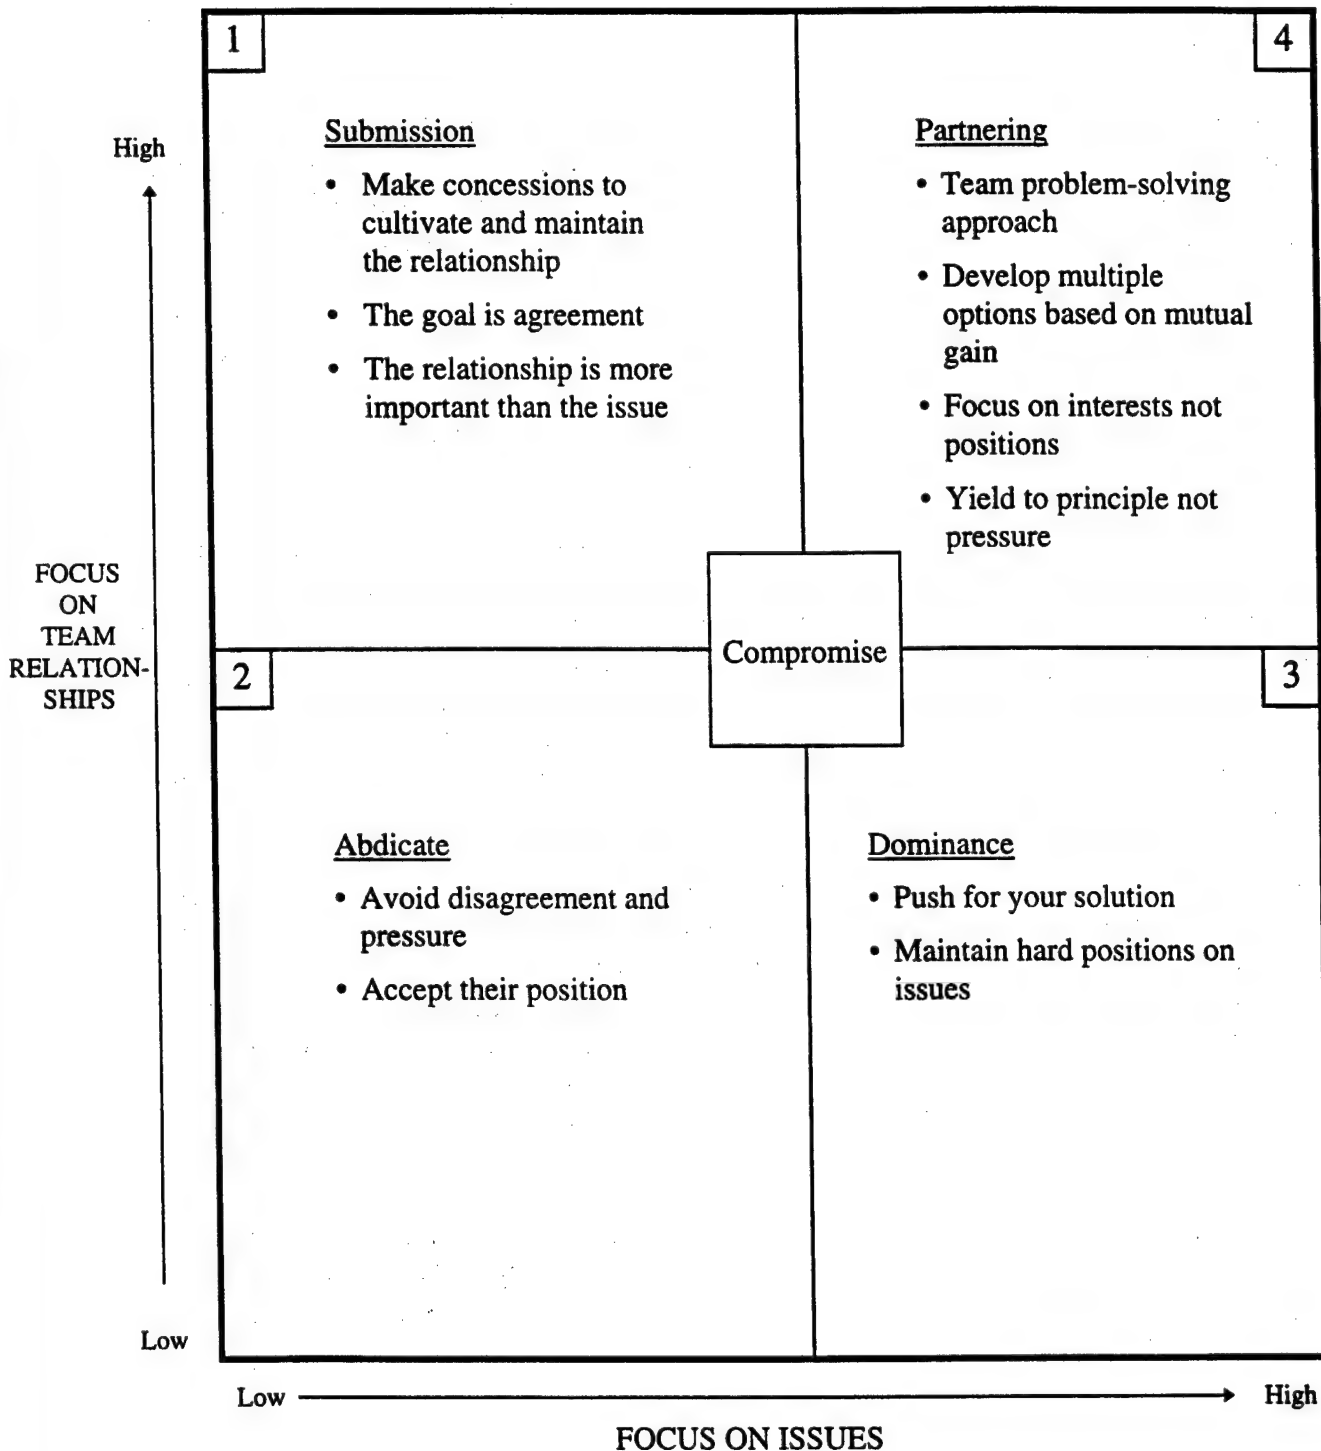 1
4
High
Submission
• Make concessions to
cultivate and maintain
the relationship
• The goal is agreement
• The relationship is more
important than the issue
Partnering
• Team problem-solving
approach
• Develop multiple
options based on mutual
gain
• Focus on interests not
positions
• Yield to principle not
pressure
FOCUS
ON
TEAM
RELATION-
SHIPS
Compromise
2
3
Abdicate
• Avoid disagreement and
pressure
• Accept their position
Dominance
• Push for your solution
• Maintain hard positions on
issues
Low
Low
High
FOCUS ON ISSUES